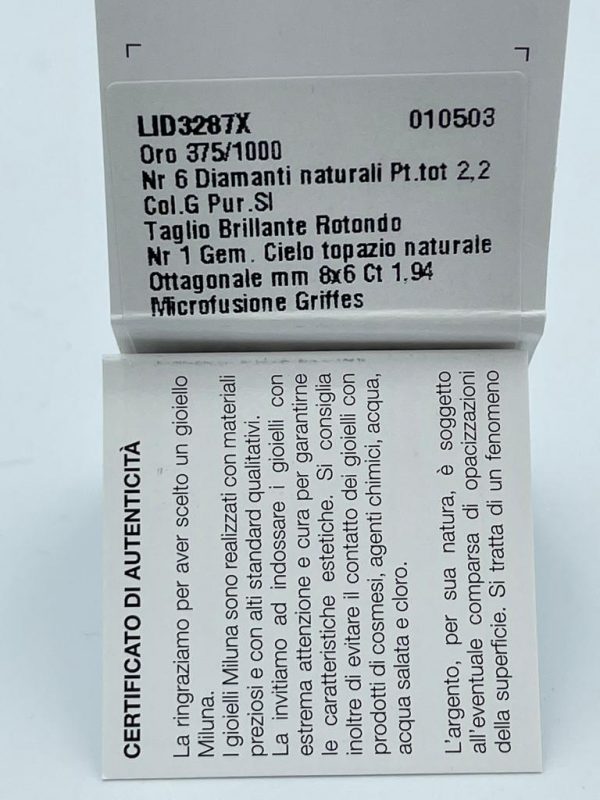 LID3287X 010503
Oro 375/1000
Nr 6 Diamanti naturali Pt.tot 2,2
Col.G Pur.SI
Taglio Brillante Rotondo
Nr 1 Gem. Cielo topazio naturale
Ottagonale mm 8x6 Ct 1.94
Microfusione Griffes
CERTIFICATO DI AUTENTICITÀ
La ringraziamo per aver scelto un gioiello
Miluna.
I gioielli Miluna sono realizzati con materiali
preziosi e con alti standard qualitativi.
La invitiamo ad indossare i gioielli con
estrema attenzione e cura per garantirne
le caratteristiche estetiche. Si consiglia
inoltre di evitare il contatto dei gioielli con
prodotti di cosmesi, agenti chimici, acqua,
acqua salata e cloro.
L'argento, per sua natura, è soggetto
all'eventuale comparsa di opacizzazioni
della superficie. Si tratta di un fenomeno